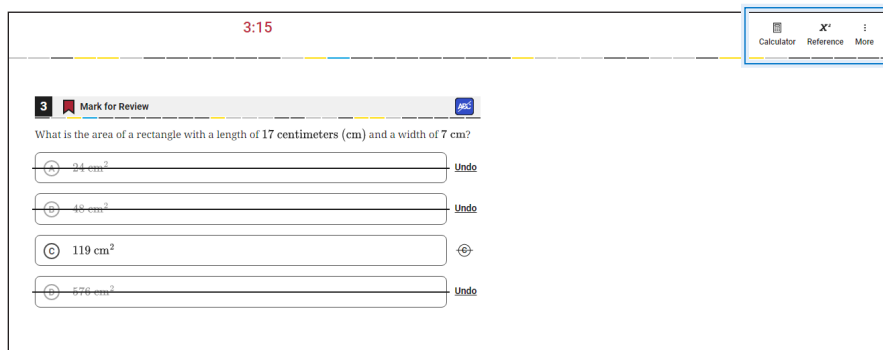 3:15
Calculator Reference More
X²
3 Mark for Review ABC
What is the area of a rectangle with a length of 17 centimeters (cm) and a width of 7 cm?
A 24 cm² Undo
B 48 cm² Undo
C 119 cm² C
D 576 cm² Undo